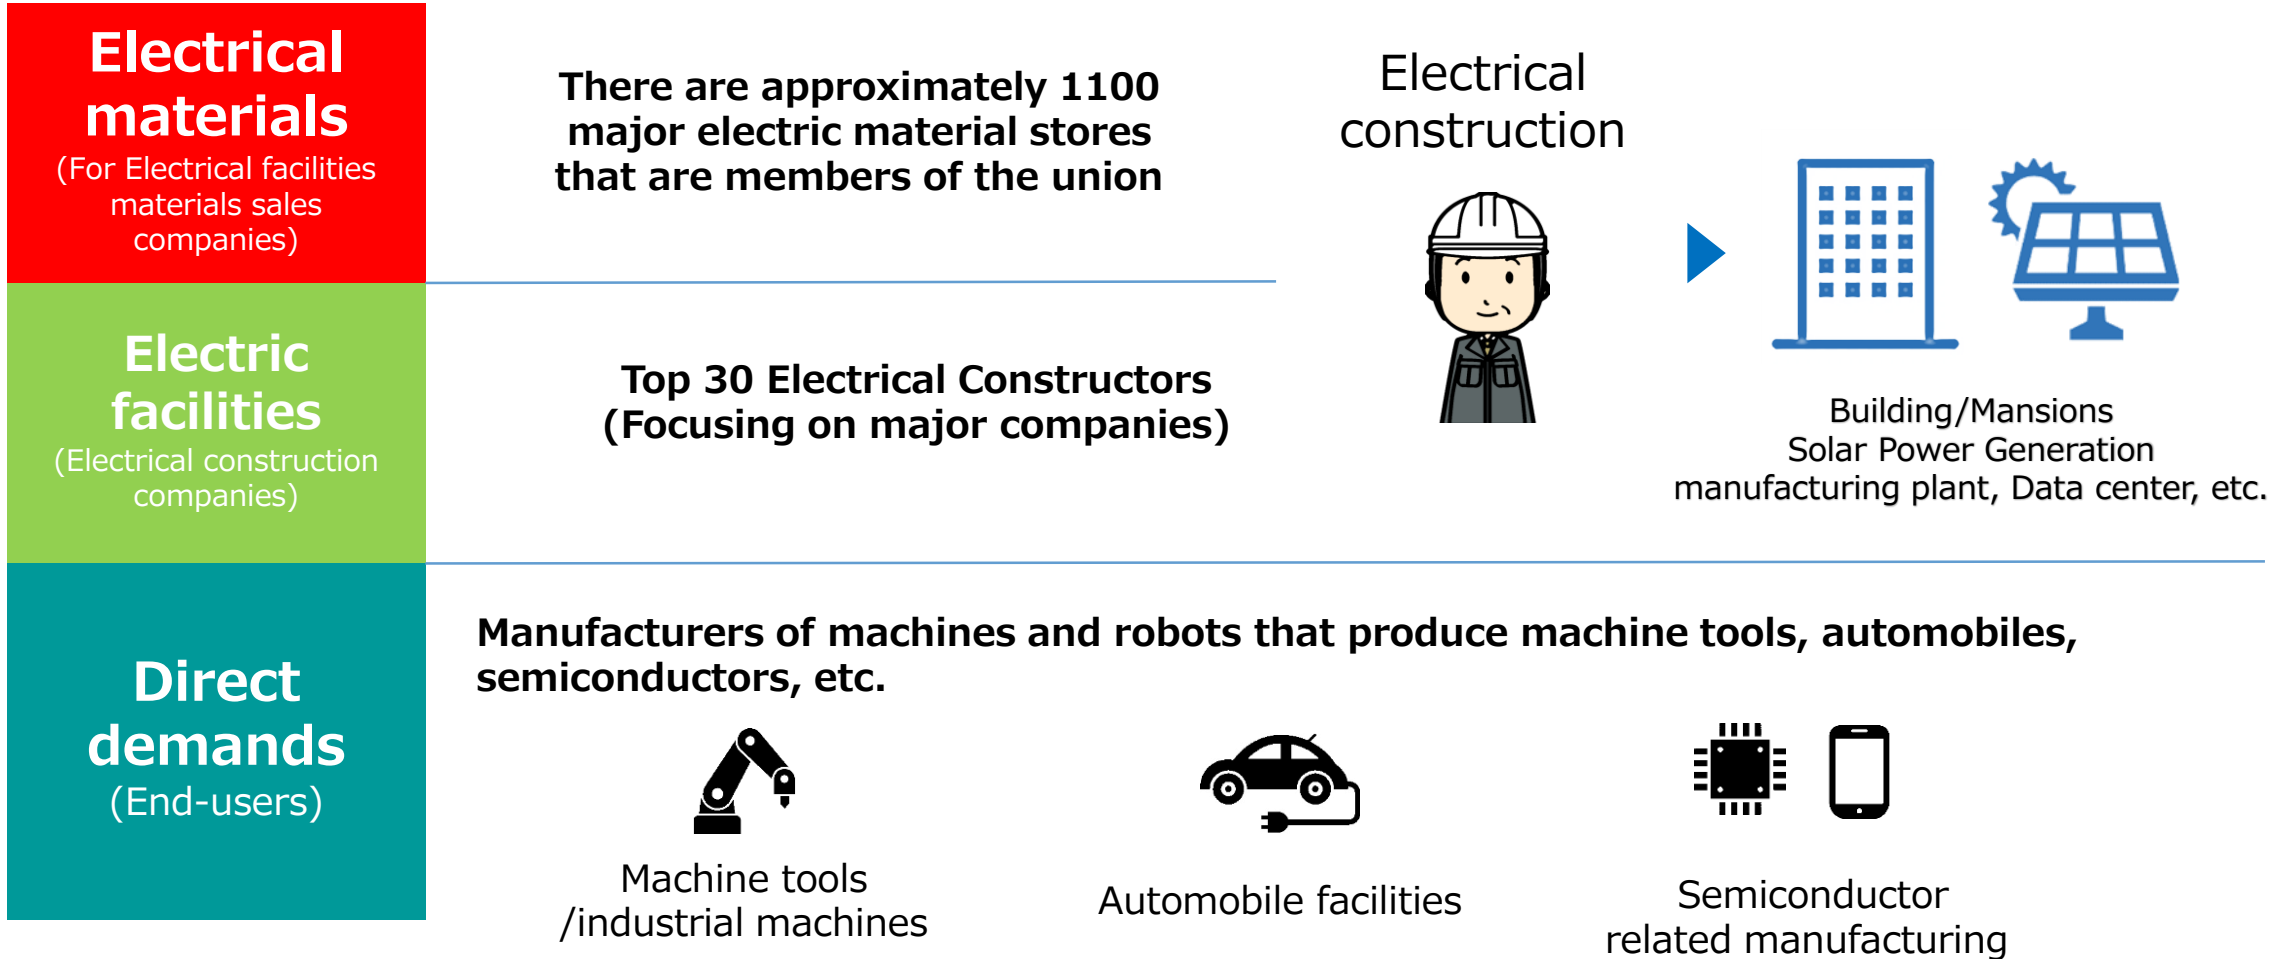 Electrical
materials
(For Electrical facilities
materials sales
companies)
There are approximately 1100
major electric material stores
that are members of the union
Electrical
construction
Electric
facilities
(Electrical construction
companies)
Top 30 Electrical Constructors
(Focusing on major companies)
Building/Mansions
Solar Power Generation
manufacturing plant, Data center, etc.
Direct
demands
(End-users)
Manufacturers of machines and robots that produce machine tools, automobiles,
semiconductors, etc.
Machine tools
/industrial machines
Automobile facilities
Semiconductor
related manufacturing